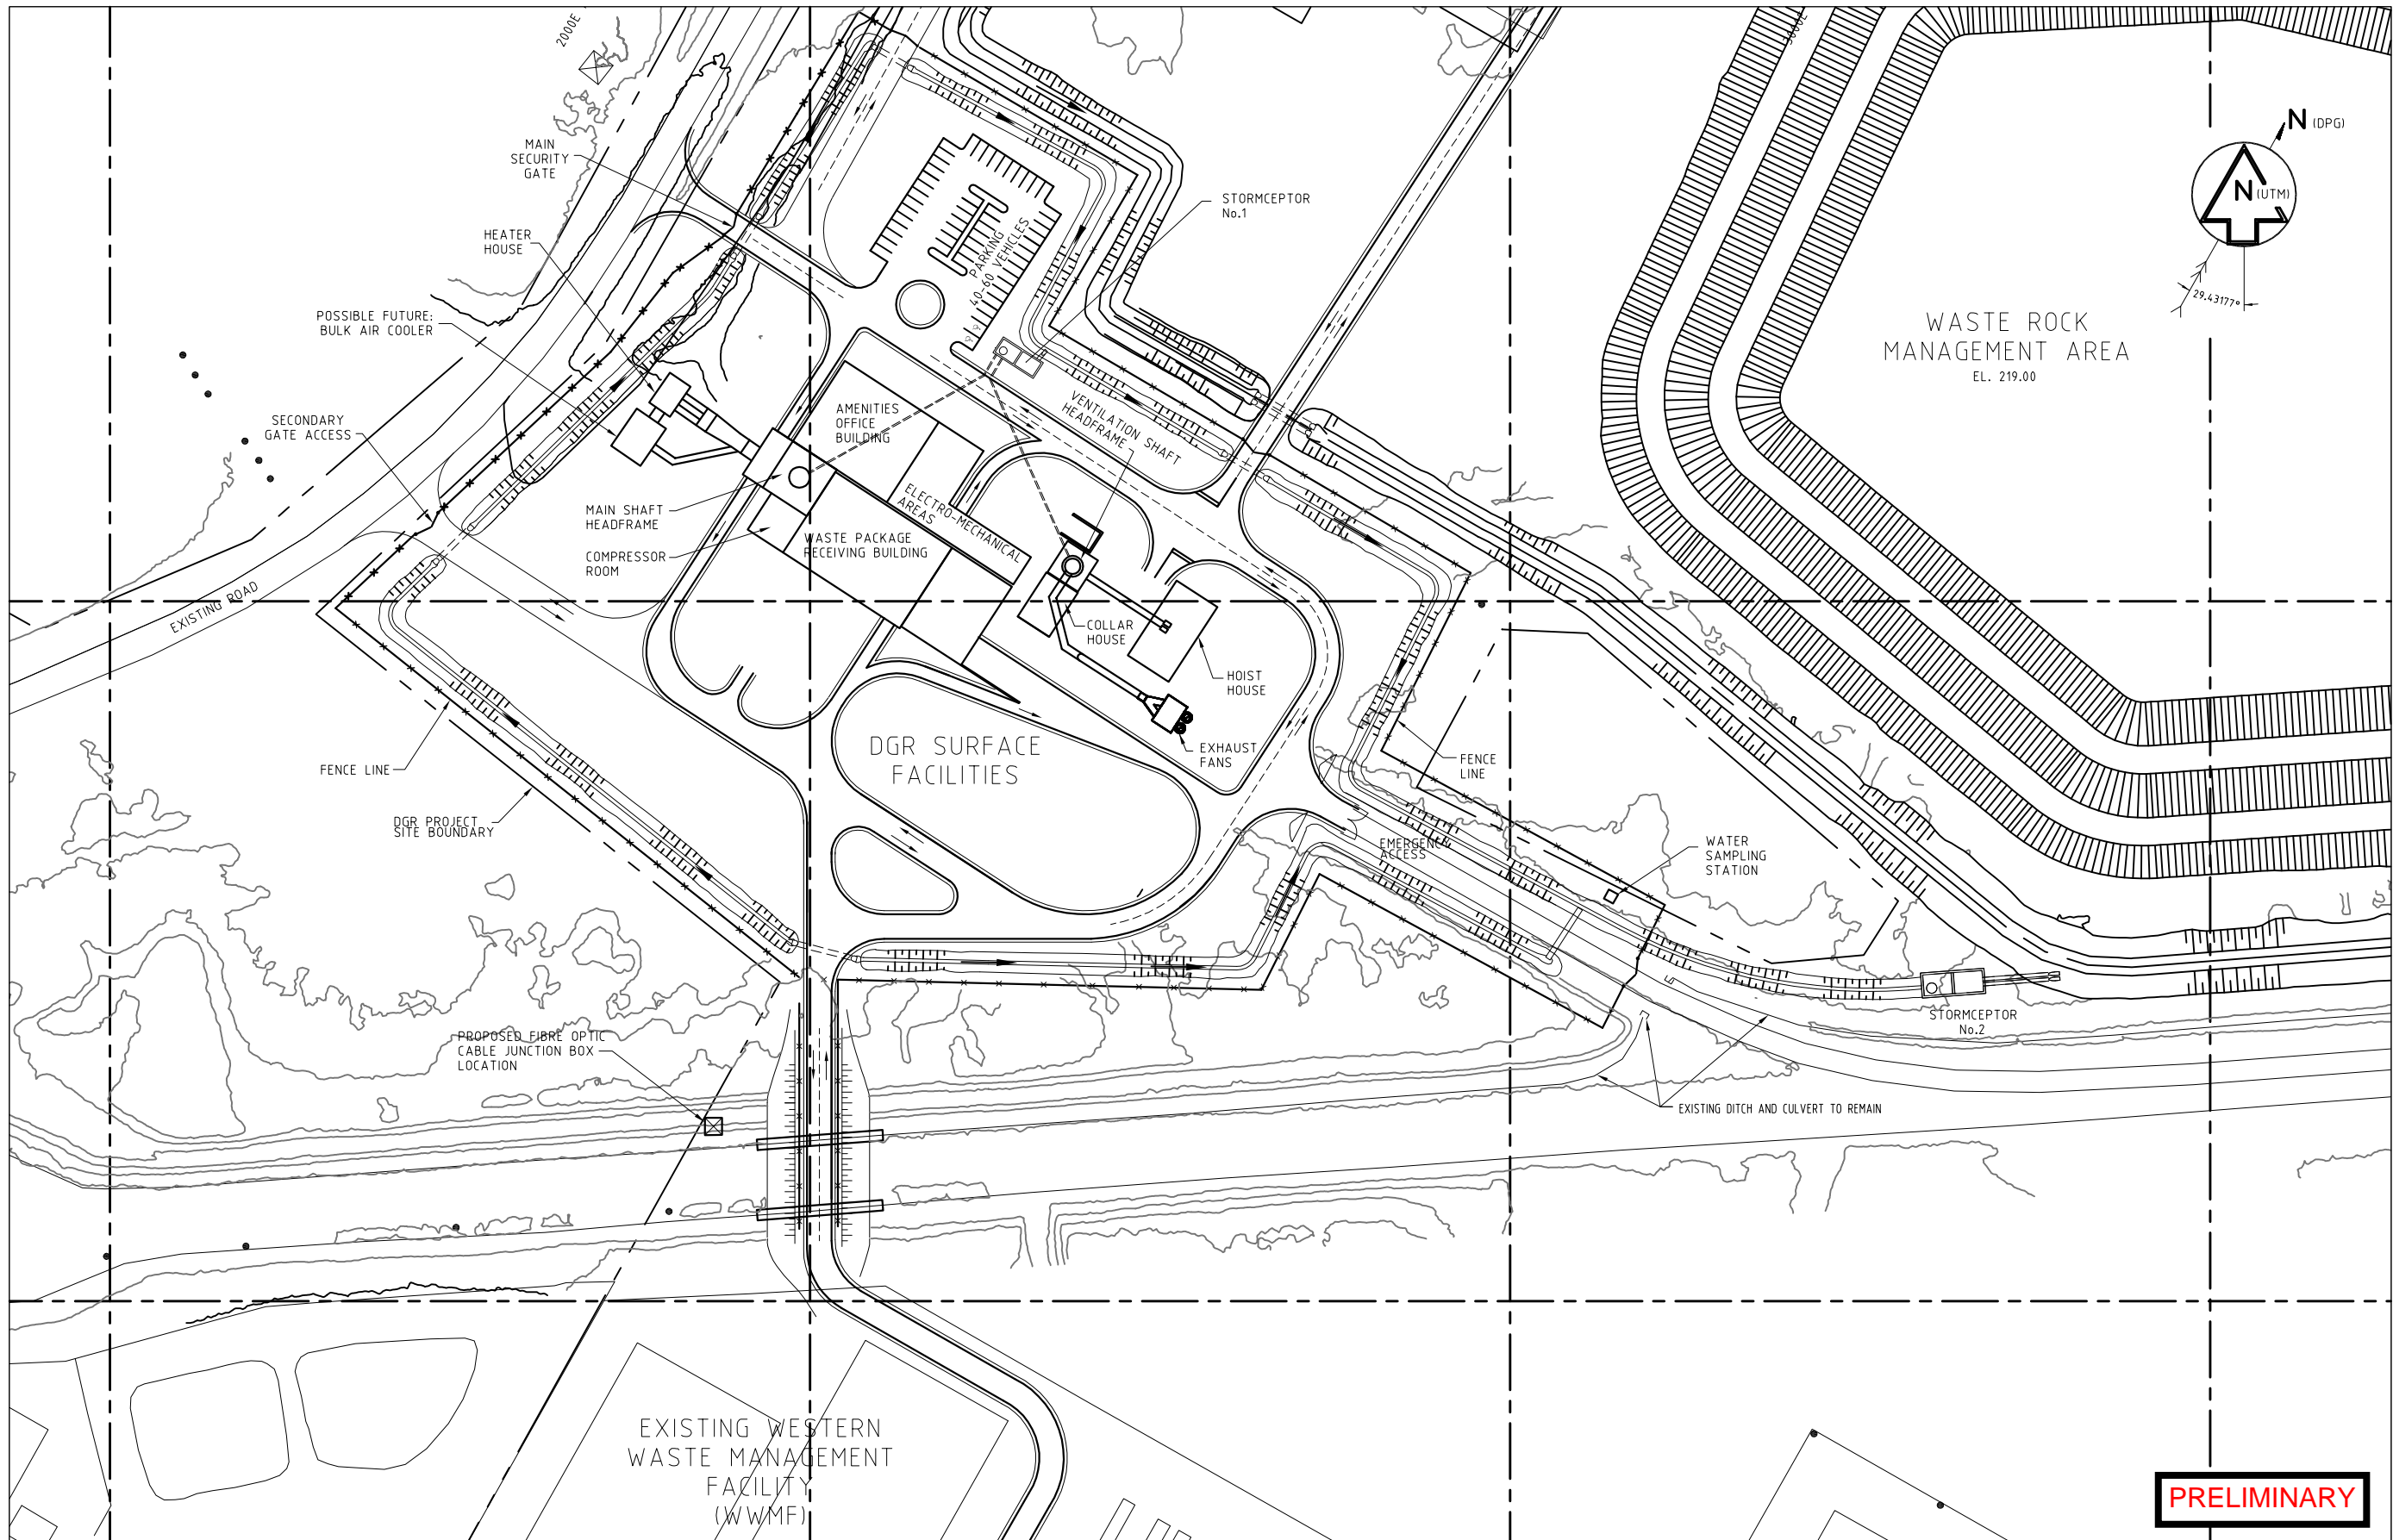 2000E
3000E
MAIN
SECURITY
GATE
N (DPG)
N (UTM)
29.43177°
STORMCEPTOR
No.1
HEATER
HOUSE
PARKING
40-60 VEHICLES
POSSIBLE FUTURE:
BULK AIR COOLER
WASTE ROCK
MANAGEMENT AREA
EL. 219.00
SECONDARY
GATE ACCESS
AMENITIES
OFFICE
BUILDING
VENTILATION SHAFT
HEADFRAME
MAIN SHAFT
HEADFRAME
ELECTRO-MECHANICAL
AREAS
COMPRESSOR
ROOM
WASTE PACKAGE
RECEIVING BUILDING
EXISTING ROAD
COLLAR
HOUSE
HOIST
HOUSE
EXHAUST
FANS
DGR SURFACE
FACILITIES
FENCE LINE
FENCE
LINE
DGR PROJECT
SITE BOUNDARY
EMERGENCY
ACCESS
WATER
SAMPLING
STATION
STORMCEPTOR
No.2
PROPOSED FIBRE OPTIC
CABLE JUNCTION BOX
LOCATION
EXISTING DITCH AND CULVERT TO REMAIN
EXISTING WESTERN
WASTE MANAGEMENT
FACILITY
(WWMF)
PRELIMINARY